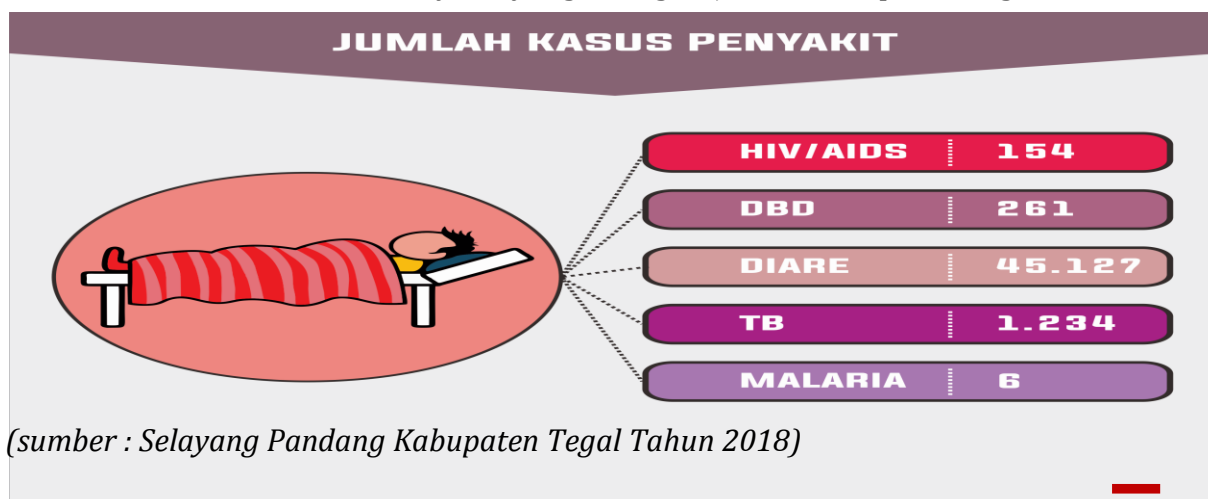 JUMLAH KASUS PENYAKIT
HIV/AIDS 154
DBD 261
DIARE 45.127
TB 1.234
MALARIA 6
(sumber : Selayang Pandang Kabupaten Tegal Tahun 2018)